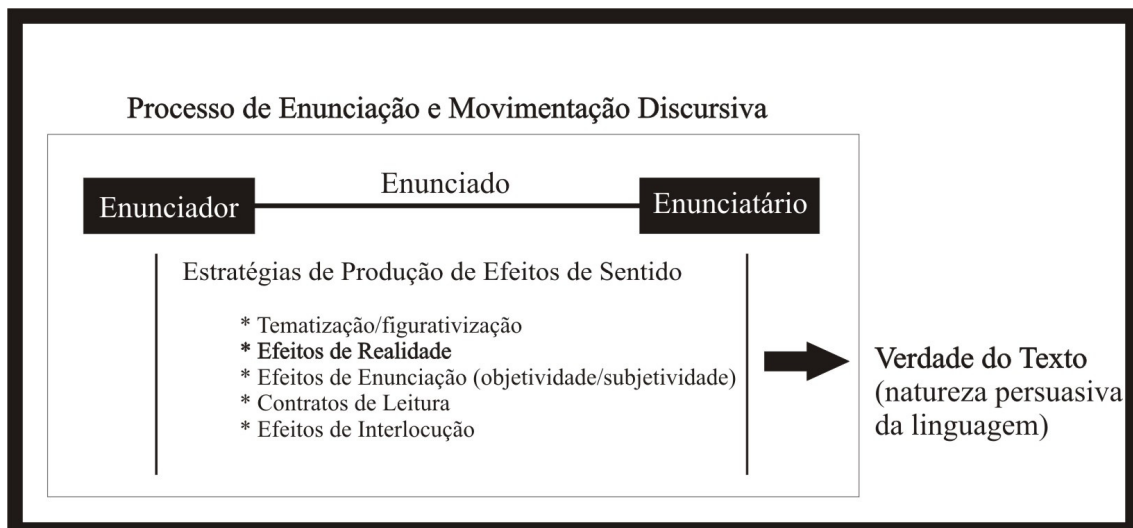 Processo de Enunciação e Movimentação Discursiva
Enunciador
Enunciado
Enunciatário
Estratégias de Produção de Efeitos de Sentido
* Tematização/figurativização
* Efeitos de Realidade
* Efeitos de Enunciação (objetividade/subjetividade)
* Contratos de Leitura
* Efeitos de Interlocução
Verdade do Texto
(natureza persuasiva
da linguagem)